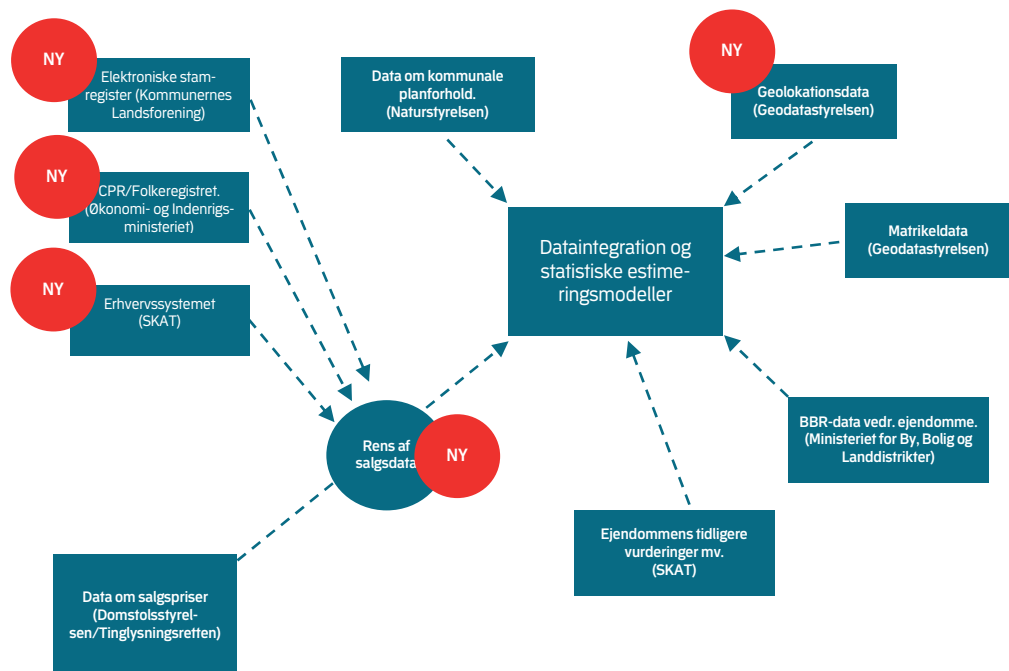 NY
Elektroniske stam-
register (Kommunernes
Landsforening)
NY
CPR/Folkeregistret.
(Økonomi- og Indenrigs-
ministeriet)
NY
Erhvervssystemet
(SKAT)
Data om kommunale
planforhold.
(Naturstyrelsen)
NY
Geolokationsdata
(Geodatastyrelsen)
Dataintegration og
statistiske estime-
ringsmodeller
Matrikeldata
(Geodatastyrelsen)
Rens af
salgsdata
NY
BBR-data vedr. ejendomme.
(Ministeriet for By, Bolig og
Landdistrikter)
Ejendommens tidligere
vurderinger mv.
(SKAT)
Data om salgspriser
(Domstolsstyrel-
sen/Tinglysningsretten)